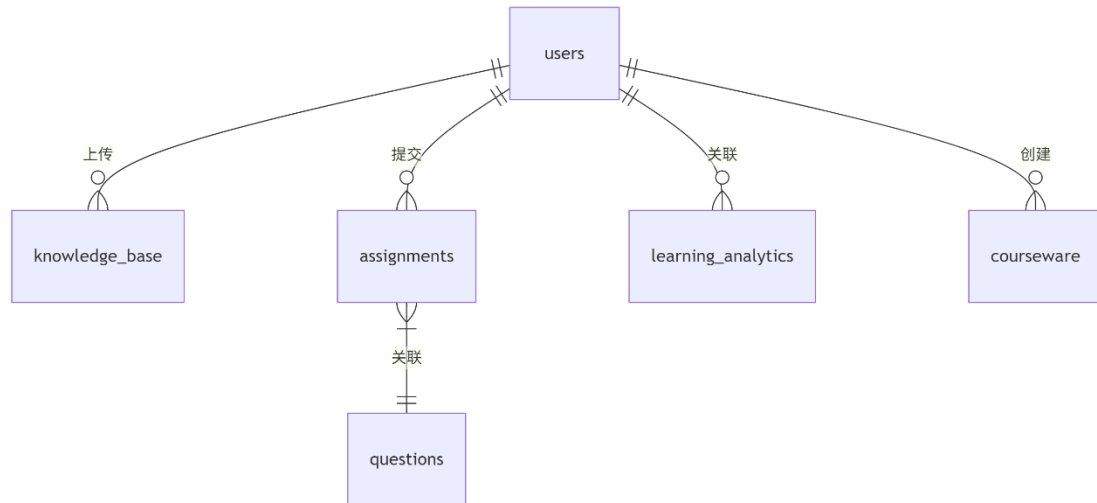 users
上传
提交
关联
创建
knowledge_base
assignments
learning_analytics
courseware
关联
questions